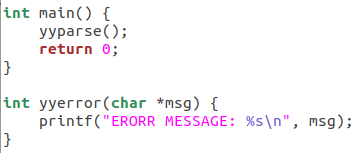 int main() {
    yyparse();
    return 0;
}

int yyerror(char *msg) {
    printf("ERORR MESSAGE: %s\n", msg);
}